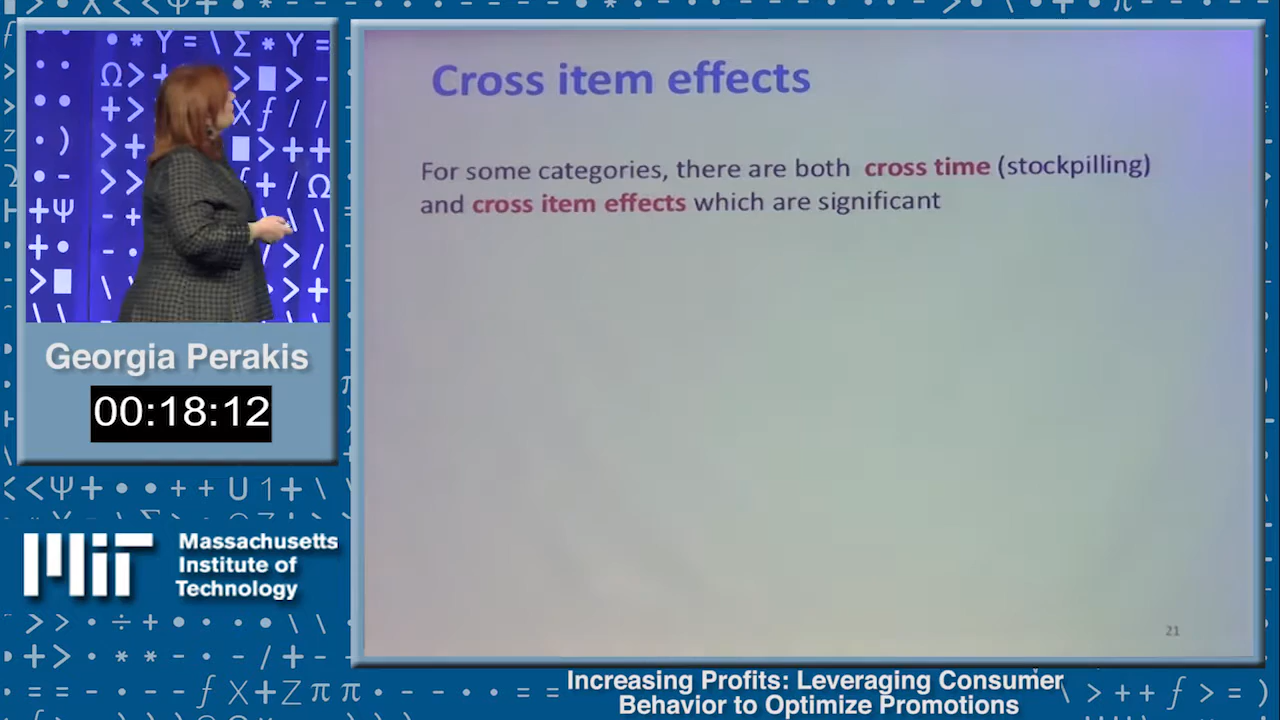 Cross item effects
For some categories, there are both cross time (stockpilling)
and cross item effects which are significant
21
Georgia Perakis
00:18:12
MIT
Massachusetts
Institute of
Technology
Increasing Profits: Leveraging Consumer
Behavior to Optimize Promotions